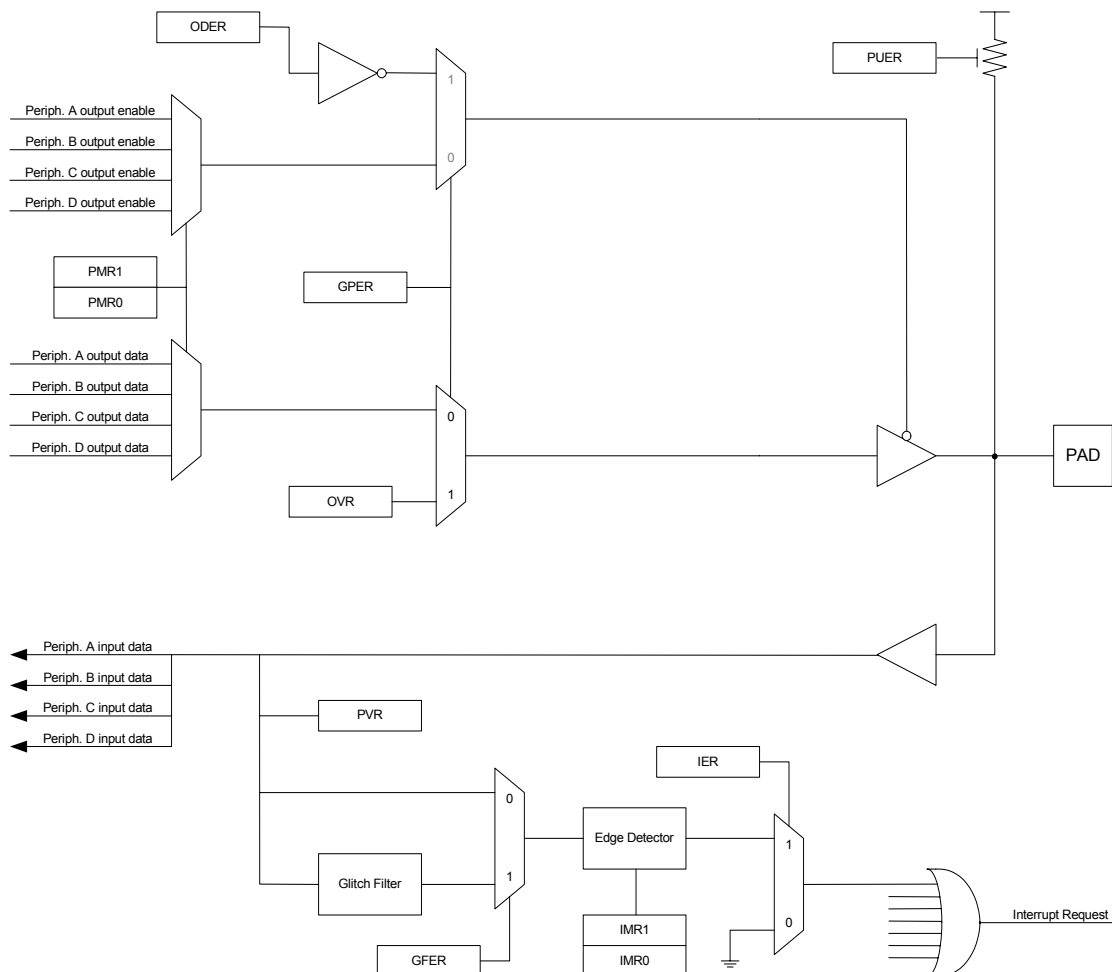 ODER
PUER
1
Periph. A output enable
Periph. B output enable
0
Periph. C output enable
Periph. D output enable
PMR1
GPER
PMR0
Periph. A output data
Periph. B output data
0
Periph. C output data
Periph. D output data
PAD
OVR
1
Periph. A input data
Periph. B input data
Periph. C input data
PVR
Periph. D input data
IER
0
Edge Detector
1
Glitch Filter
1
0
Interrupt Request
IMR1
GFER
IMR0